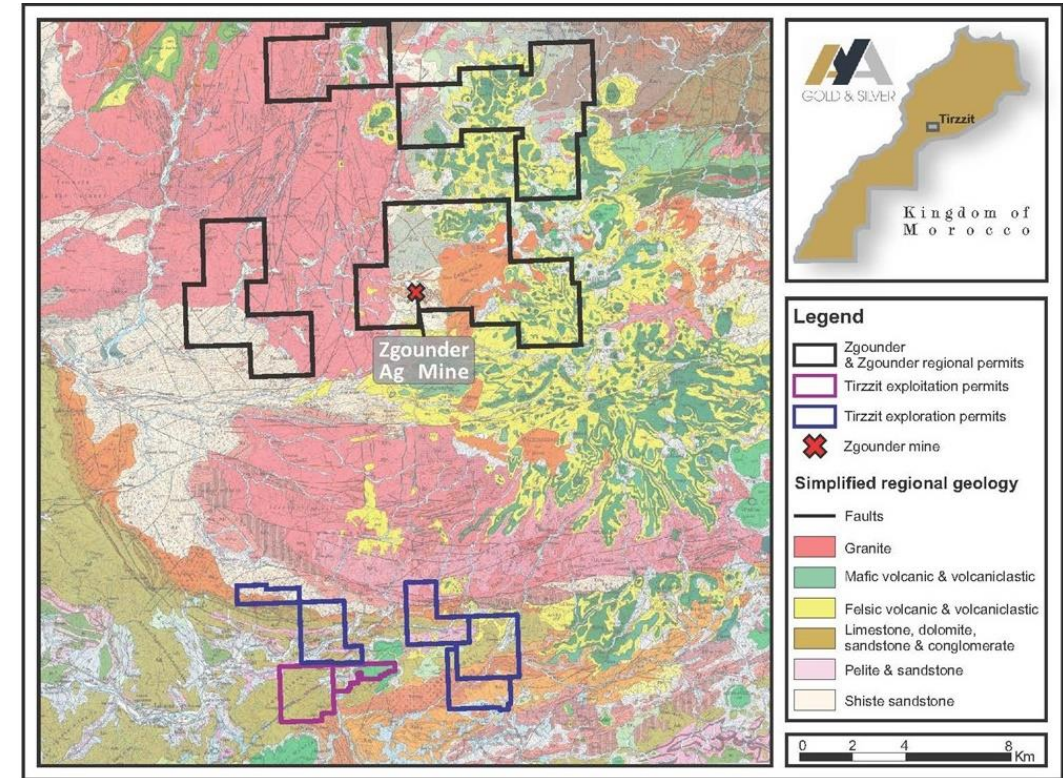 Zgounder
Ag Mine
AYA
GOLD & SILVER
Tirzzit
Kingdom of
Morocco
Legend
Zgounder
& Zgounder regional permits
Tirzzit exploitation permits
Tirzzit exploration permits
Zgounder mine
Simplified regional geology
Faults
Granite
Mafic volcanic & volcaniclastic
Felsic volcanic & volcaniclastic
Limestone, dolomite,
sandstone & conglomerate
Pelite & sandstone
Shiste sandstone
0 2 4 8
Km